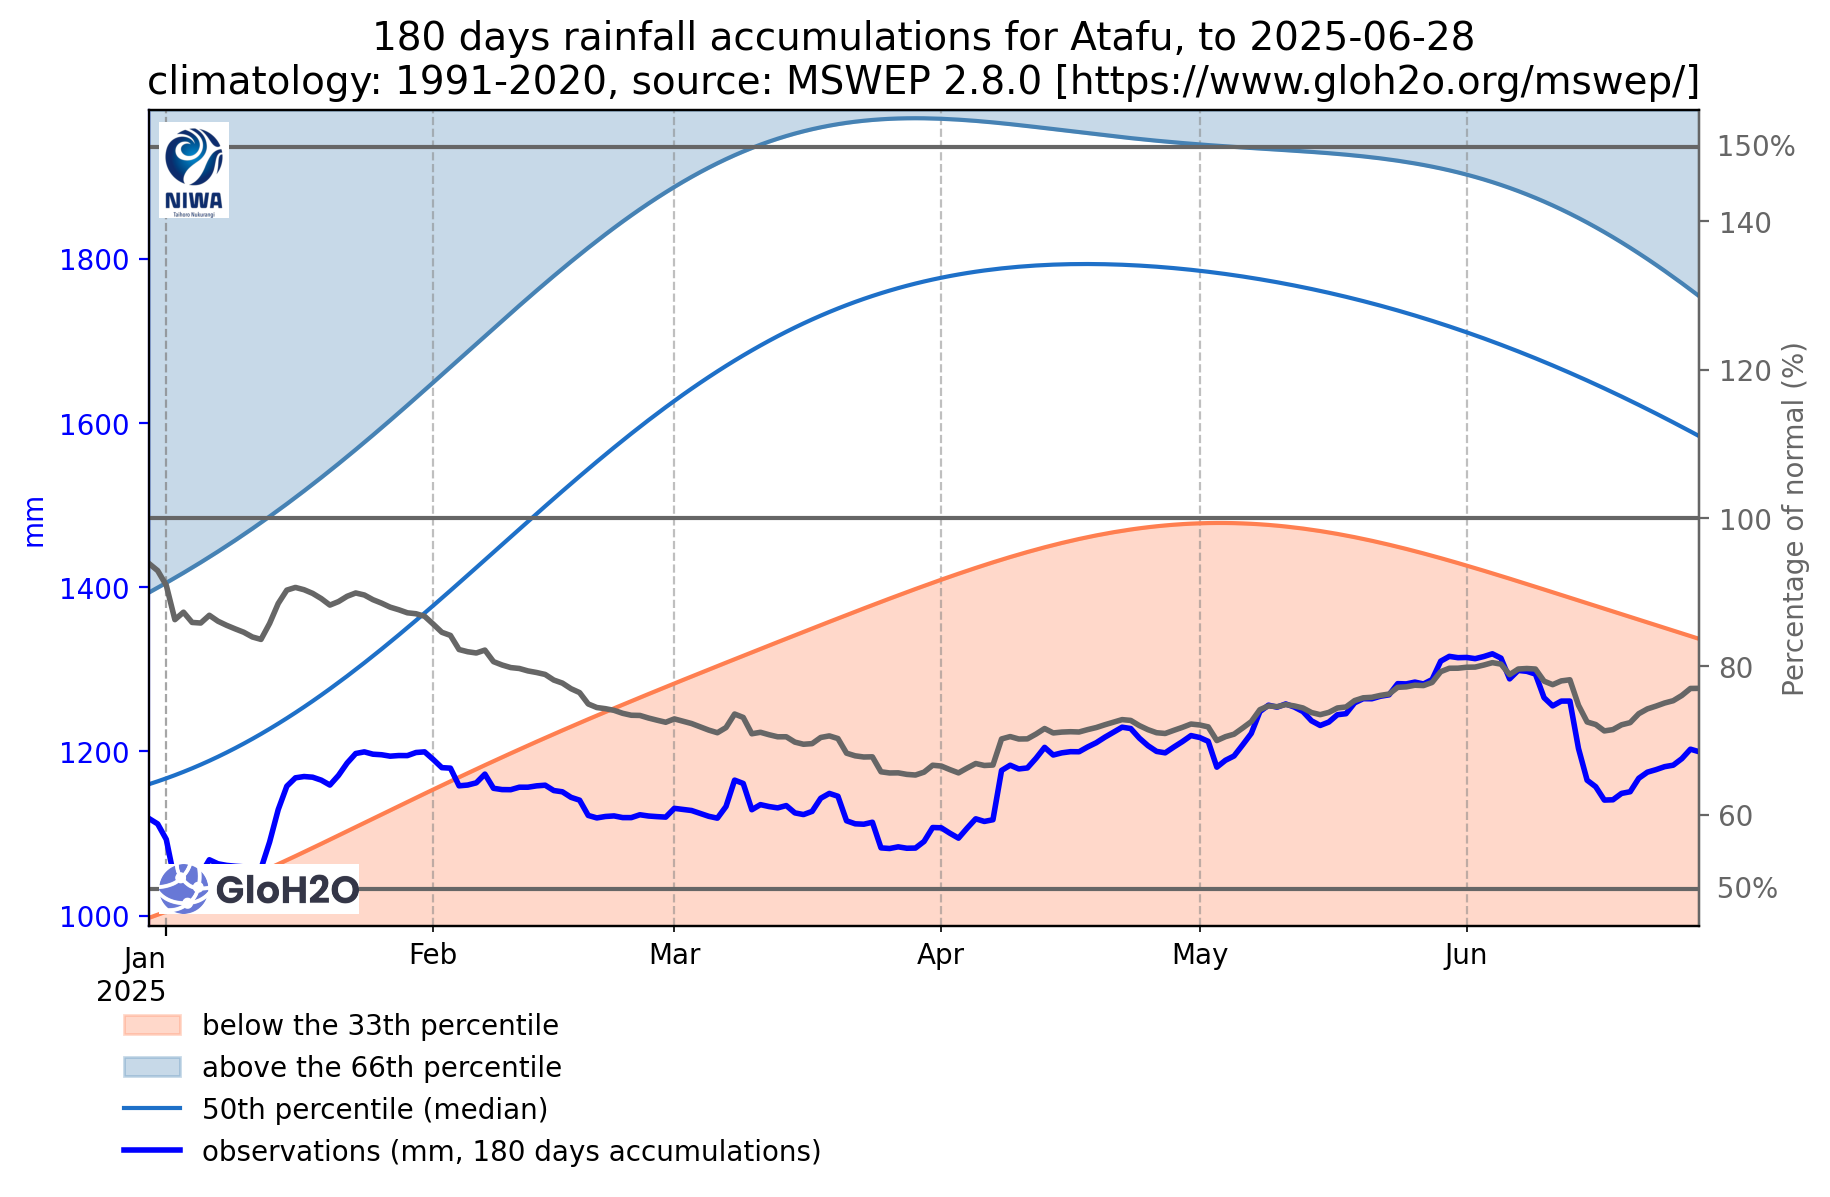 180 days rainfall accumulations for Atafu, to 2025-06-28
climatology: 1991-2020, source: MSWEP 2.8.0 [https://www.gloh2o.org/mswep/]
NIWA
Taihoro Nukurangi
150%
140
1800
120
1600
Percentage of normal (%)
mm
100
1400
80
1200
60
GloH2O
50%
1000
Jan
Feb
Mar
Apr
May
Jun
2025
below the 33th percentile
above the 66th percentile
50th percentile (median)
observations (mm, 180 days accumulations)